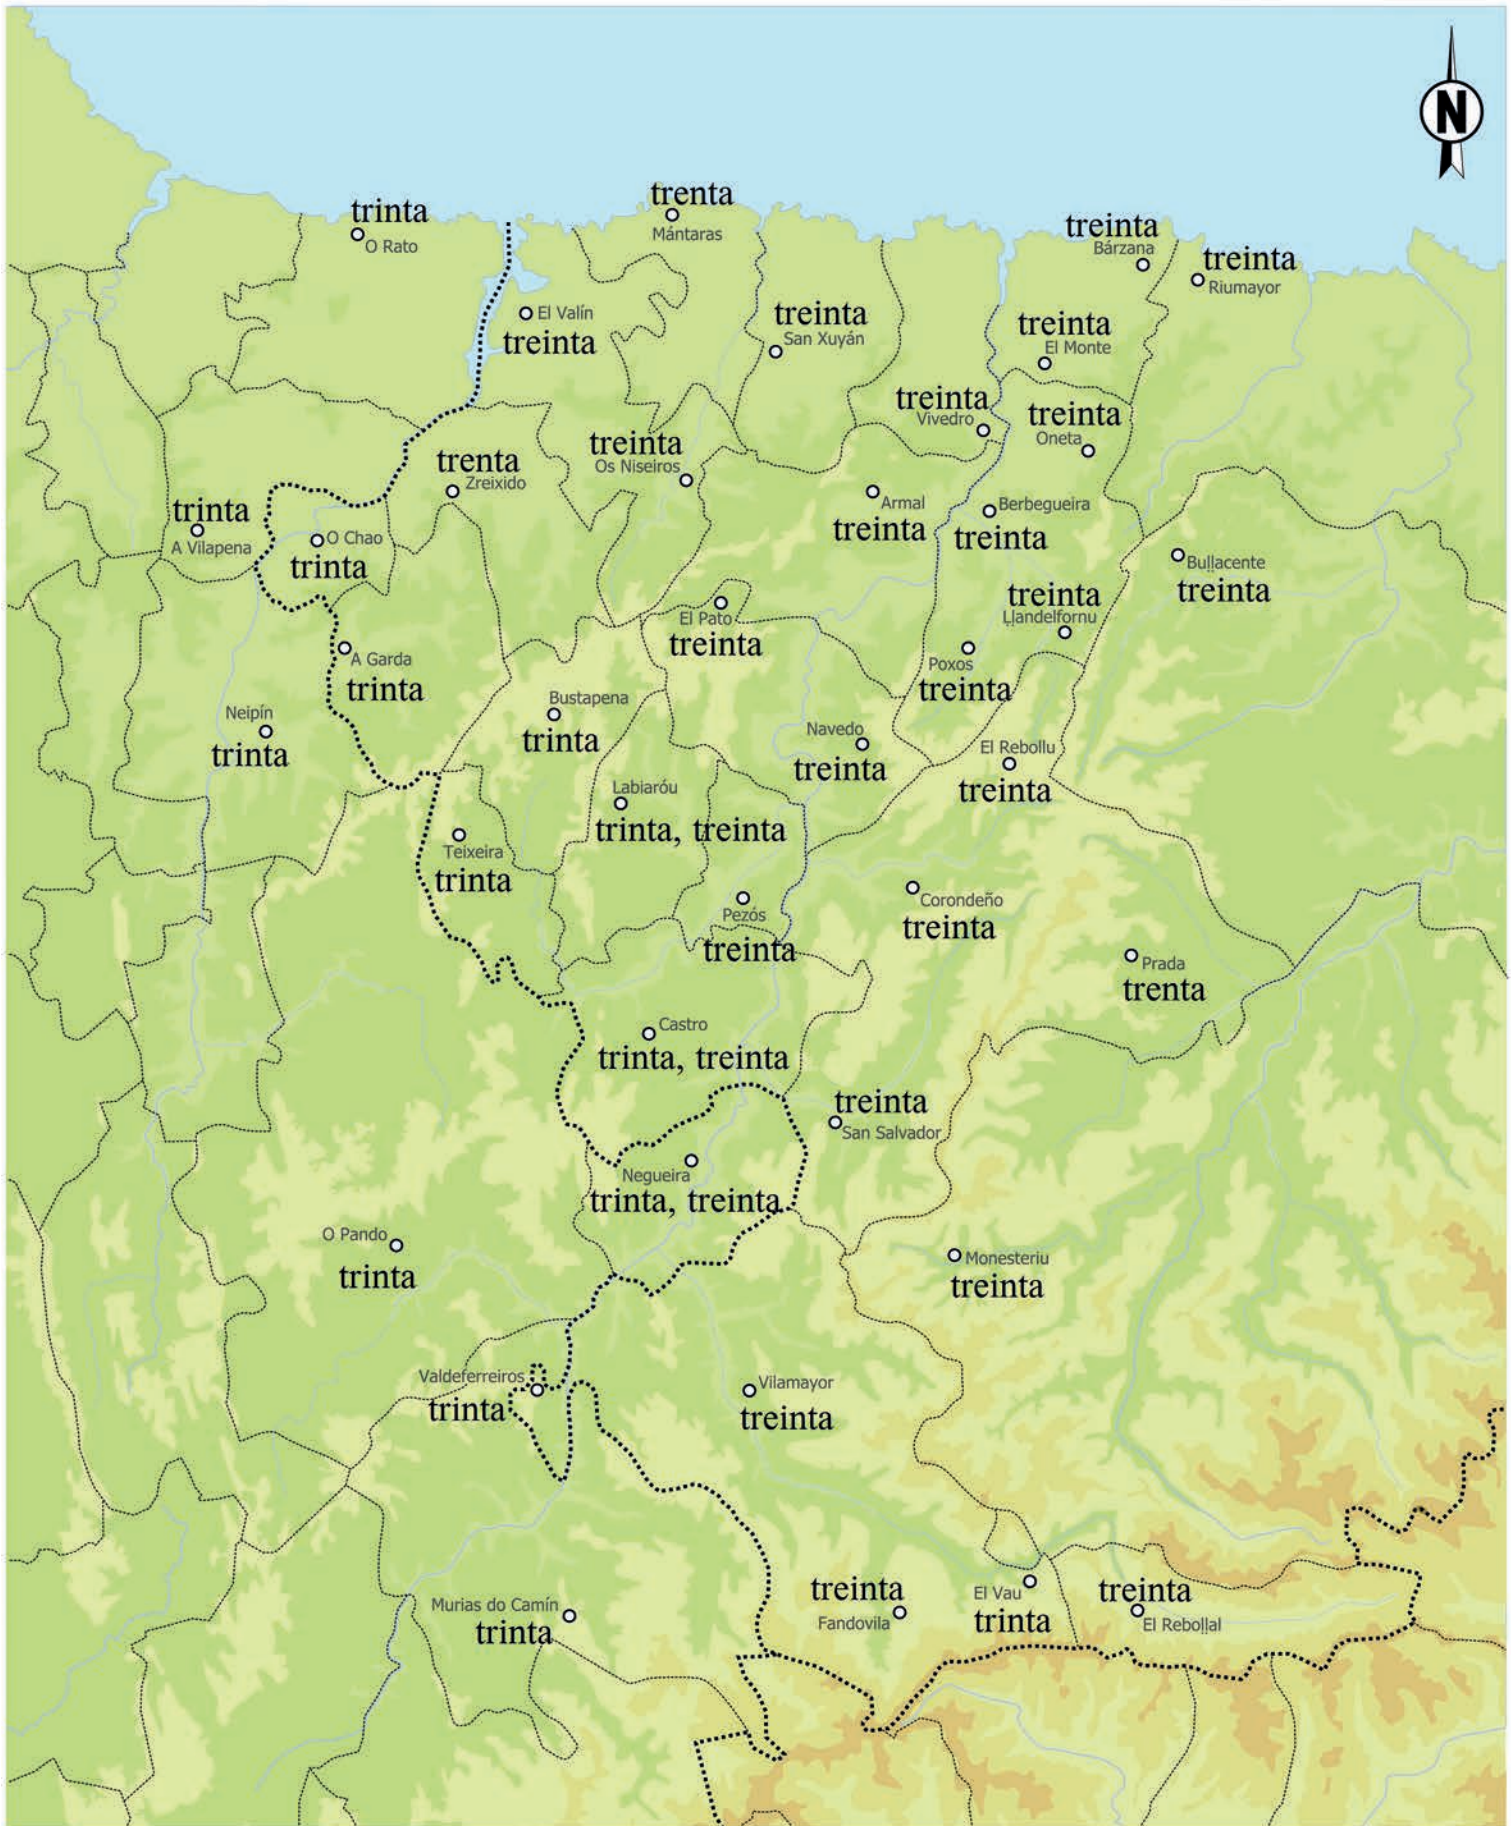 N
trinta
O Rato
trenta
Mántaras
treinta
Bárzana
treinta
Riumayor
El Valín
treinta
treinta
San Xuyán
treinta
El Monte
treinta
Vivedro
treinta
Oneta
treinta
Os Niseiros
trenta
Zreixido
trinta
A Vilapena
O Chao
trinta
Armal
treinta
Berbegueira
treinta
Buḷḷacente
treinta
treinta
Ḷḷandelfornu
El Pato
treinta
Poxos
treinta
A Garda
trinta
Neipín
trinta
Bustapena
trinta
Navedo
treinta
El Rebollu
treinta
Labiaróu
trinta, treinta
Teixeira
trinta
Pezós
treinta
Corondeño
treinta
Prada
trenta
Castro
trinta, treinta
treinta
San Salvador
Negueira
trinta, treinta
O Pando
trinta
Monesteriu
treinta
Valdeferreiros
trinta
Vilamayor
treinta
Murias do Camín
trinta
treinta
Fandovila
El Vau
trinta
treinta
El Reboḷḷal